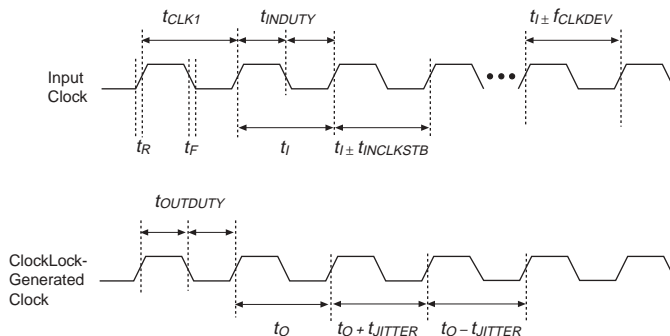 tCLK1 tINDUTY tI ± fCLKDEV
Input
Clock
tR tF tI tI ± tINCLKSTB
tOUTDUTY
ClockLock-
Generated
Clock
tO tO + tJITTER tO – tJITTER